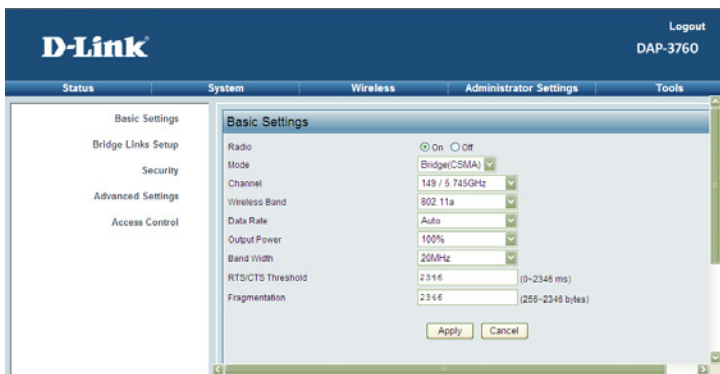 Logout
D-Link
DAP-3760
Status System Wireless Administrator Settings Tools
Basic Settings
Bridge Links Setup
Security
Advanced Settings
Access Control
Basic Settings
Radio On Off
Mode Bridge(CSMA)
Channel 149 / 5.745GHz
Wireless Band 802.11a
Data Rate Auto
Output Power 100%
Band Width 20MHz
RTS/CTS Threshold 2346 (0~2346 ms)
Fragmentation 2346 (256~2346 bytes)
Apply Cancel